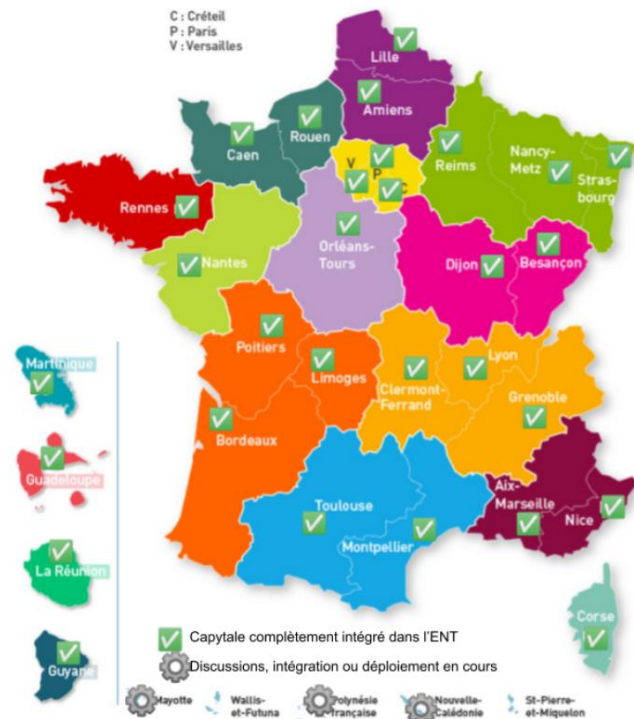 C : Créteil
P : Paris
V : Versailles
Lille
Amiens
Rouen
Caen
V
P
C
Reims
Nancy-
Metz
Stras-
bourg
Rennes
Nantes
Orléans-
Tours
Dijon
Besançon
Poitiers
Limoges
Clermont-
Ferrand
Lyon
Grenoble
Bordeaux
Toulouse
Montpellier
Aix-
Marseille
Nice
Corse
Martinique
Guadeloupe
La Réunion
Guyane
Capytale complètement intégré dans l'ENT
Discussions, intégration ou déploiement en cours
Mayotte
Wallis-
et-Futuna
Polynésie
française
Nouvelle-
Calédonie
St-Pierre-
et-Miquelon